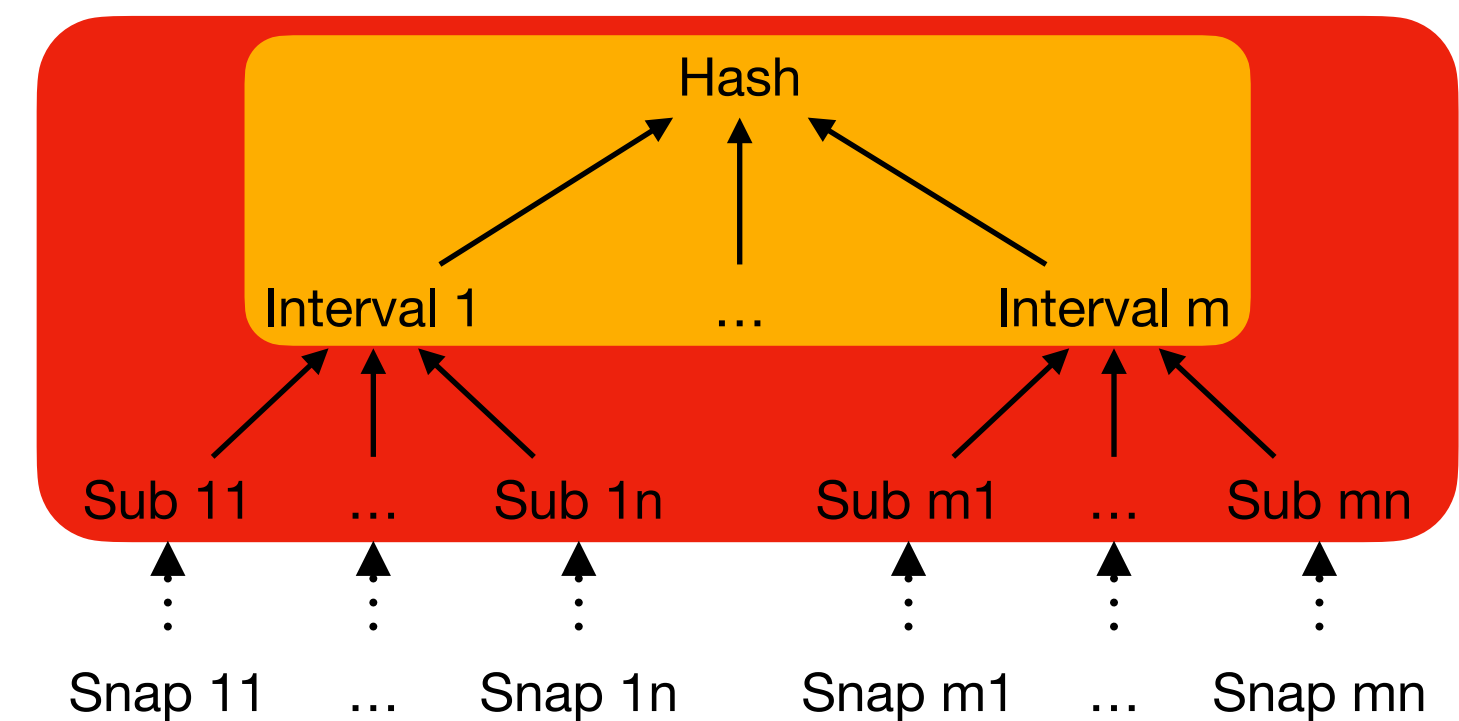 Hash
Interval 1 ... Interval m
Sub 11 ... Sub 1n Sub m1 ... Sub mn
Snap 11 ... Snap 1n Snap m1 ... Snap mn